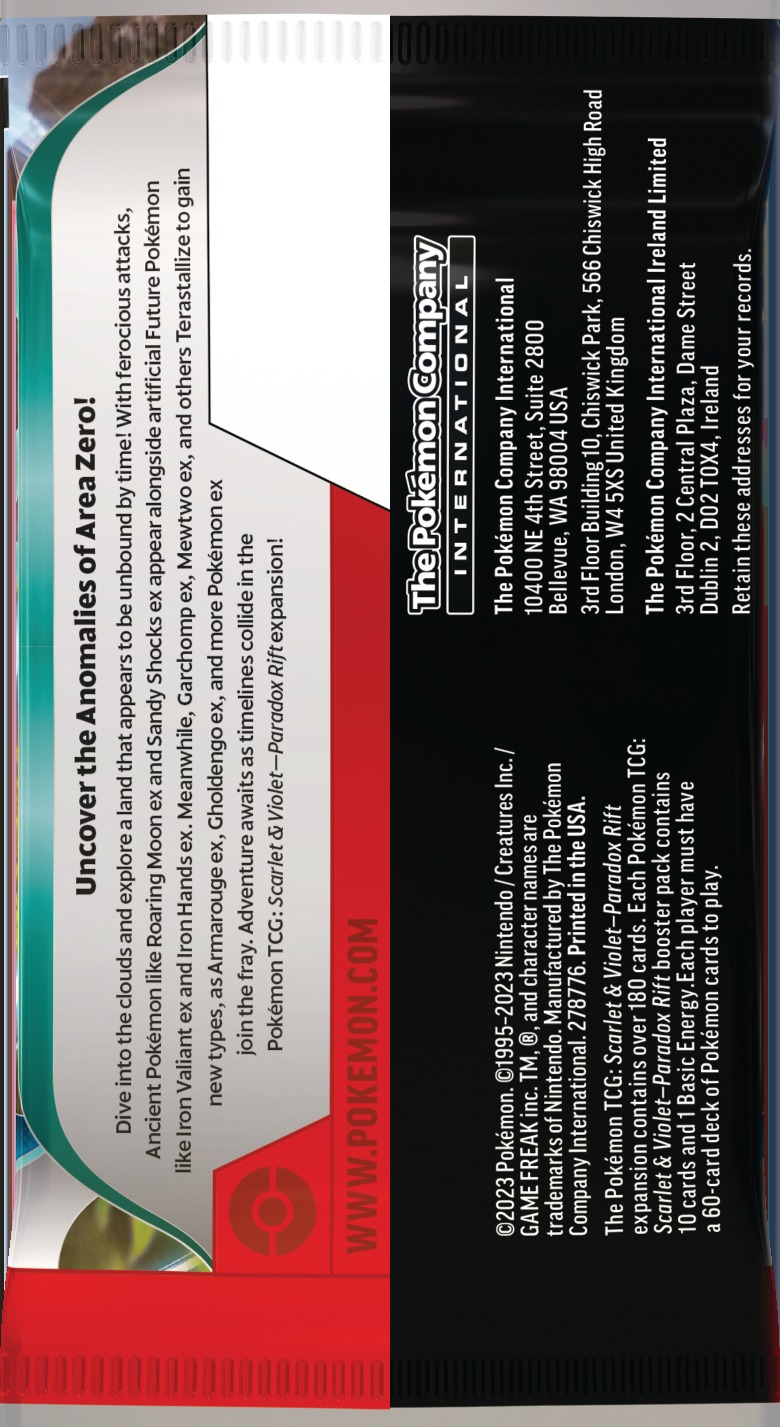 Uncover the Anomalies of Area Zero!
Dive into the clouds and explore a land that appears to be unbound by time! With ferocious attacks,
Ancient Pokémon like Roaring Moon ex and Sandy Shocks ex appear alongside artificial Future Pokémon
like Iron Valiant ex and Iron Hands ex. Meanwhile, Garchomp ex, Mewtwo ex, and others Terastallize to gain
new types, as Armarouge ex, Gholdengo ex, and more Pokémon ex
join the fray. Adventure awaits as timelines collide in the
Pokémon TCG: Scarlet & Violet—Paradox Rift expansion!
WWW.POKEMON.COM
©2023 Pokémon. ©1995–2023 Nintendo / Creatures Inc. /
GAME FREAK inc. TM, ®, and character names are
trademarks of Nintendo. Manufactured by The Pokémon
Company International. 278776. Printed in the USA.
The Pokémon TCG: Scarlet & Violet—Paradox Rift
expansion contains over 180 cards. Each Pokémon TCG:
Scarlet & Violet—Paradox Rift booster pack contains
10 cards and 1 Basic Energy.Each player must have
a 60-card deck of Pokémon cards to play.
The Pokémon Company
INTERNATIONAL
The Pokémon Company International
10400 NE 4th Street, Suite 2800
Bellevue, WA 98004 USA
3rd Floor Building 10, Chiswick Park, 566 Chiswick High Road
London, W4 5XS United Kingdom
The Pokémon Company International Ireland Limited
3rd Floor, 2 Central Plaza, Dame Street
Dublin 2, D02 T0X4, Ireland
Retain these addresses for your records.